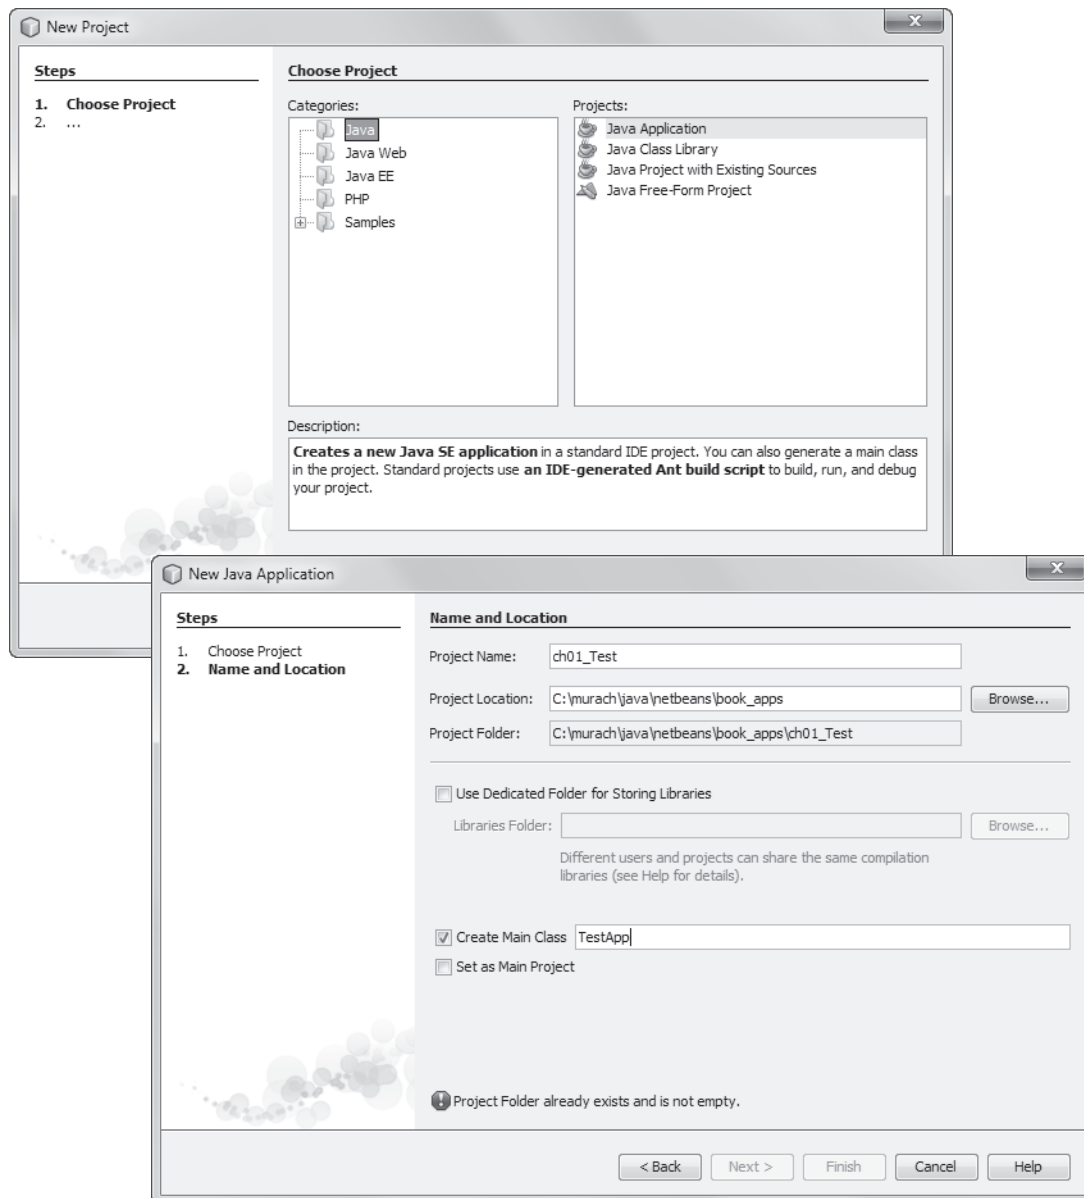 New Project
Steps
1. Choose Project
2. ...
Choose Project
Categories:
Java
Java Web
Java EE
PHP
Samples
Projects:
Java Application
Java Class Library
Java Project with Existing Sources
Java Free-Form Project
Description:
Creates a new Java SE application in a standard IDE project. You can also generate a main class
in the project. Standard projects use an IDE-generated Ant build script to build, run, and debug
your project.
New Java Application
Steps
1. Choose Project
2. Name and Location
Name and Location
Project Name: ch01_Test
Project Location: C:\murach\java\netbeans\book_apps Browse...
Project Folder: C:\murach\java\netbeans\book_apps\ch01_Test
Use Dedicated Folder for Storing Libraries
Libraries Folder: Browse...
Different users and projects can share the same compilation
libraries (see Help for details).
Create Main Class TestApp
Set as Main Project
Project Folder already exists and is not empty.
< Back Next > Finish Cancel Help